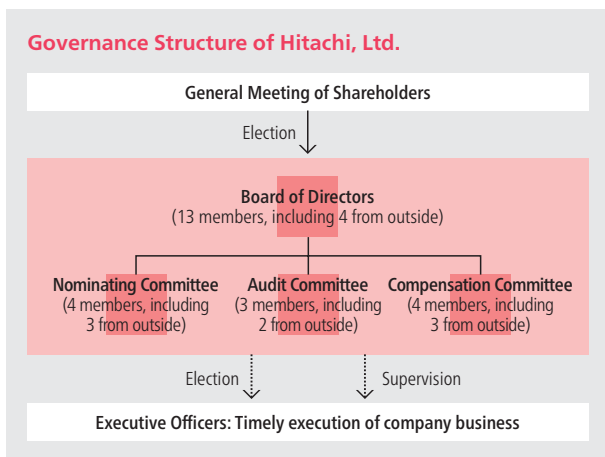 Governance Structure of Hitachi, Ltd.
General Meeting of Shareholders
Election
Board of Directors
(13 members, including 4 from outside)
Nominating Committee
(4 members, including
3 from outside)
Audit Committee
(3 members, including
2 from outside)
Compensation Committee
(4 members, including
3 from outside)
Election
Supervision
Executive Officers: Timely execution of company business